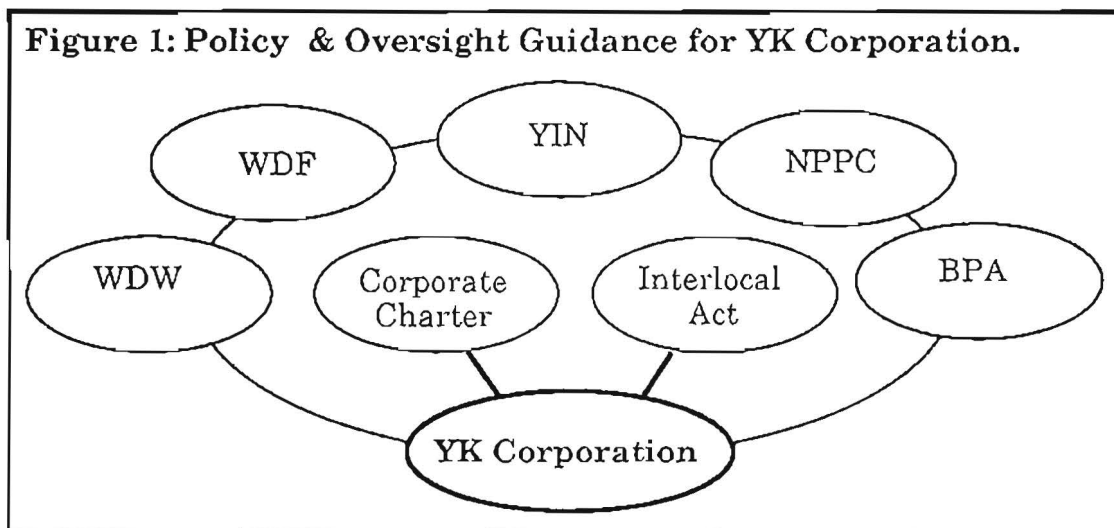 Figure 1: Policy & Oversight Guidance for YK Corporation.
YIN
WDF
NPPC
WDW
Corporate
Charter
Interlocal
Act
BPA
YK Corporation